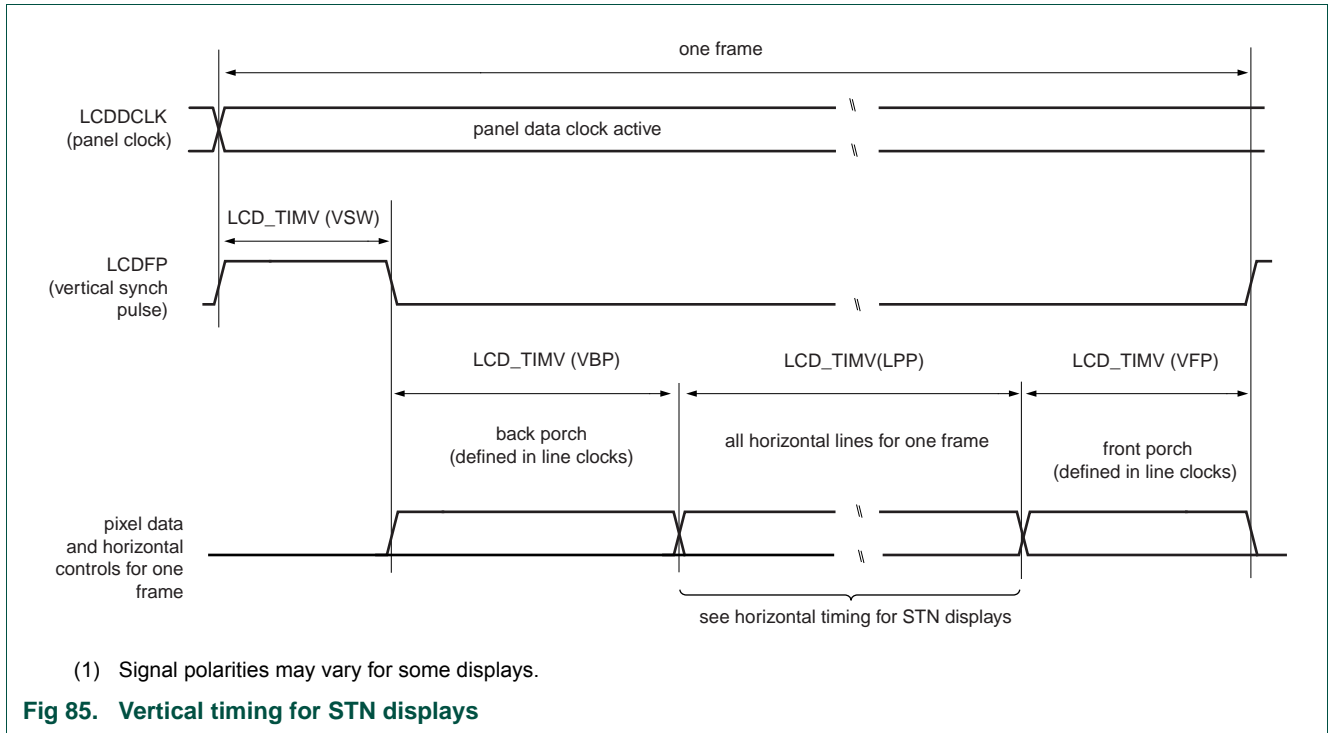 one frame
LCDDCLK
(panel clock)
panel data clock active
LCD_TIMV (VSW)
LCDFP
(vertical synch
pulse)
LCD_TIMV (VBP)
LCD_TIMV(LPP)
LCD_TIMV (VFP)
back porch
(defined in line clocks)
all horizontal lines for one frame
front porch
(defined in line clocks)
pixel data
and horizontal
controls for one
frame
see horizontal timing for STN displays
(1) Signal polarities may vary for some displays.
Fig 85. Vertical timing for STN displays